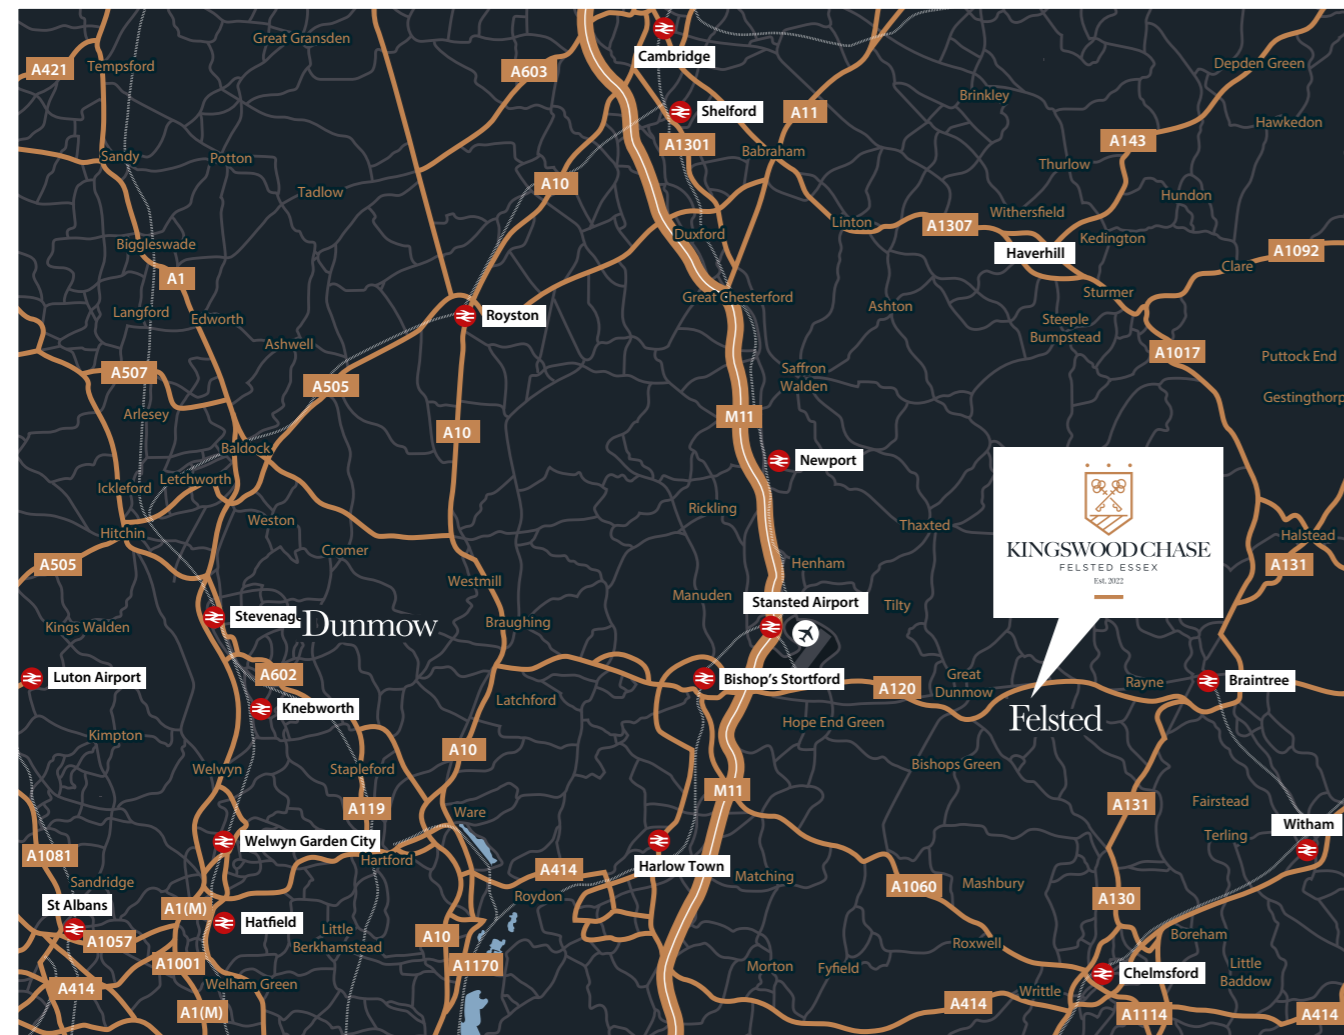 Great Gransden
Cambridge
A421
Tempsford
A603
Depden Green
Brinkley
Shelford
A11
Hawkedon
A1301
A143
Babraham
Sandy
Potton
Thurlow
Tadlow
A10
Hundon
Withersfield
Linton
A1307
Duxford
Kedington
Biggleswade
Haverhill
A1092
A1
Clare
Great Chesterford
Sturmer
Langford
Edworth
Royston
Ashton
Steeple
Bumpstead
Ashwell
A1017
Puttock End
A507
A505
Saffron
Walden
Gestingthorp
Arlesey
M11
A10
Baldock
Newport
Letchworth
Ickleford
KINGSWOOD CHASE
FELSTED ESSEX
Est. 2022
Rickling
Weston
Thaxted
Hitchin
Halstead
Cromer
A505
Henham
A131
Westmill
Manuden
Stansted Airport
Tilty
Stevenag
Dunmow
Braughing
Kings Walden
A602
Luton Airport
Bishop's Stortford
Great
Dunmow
A120
Rayne
Braintree
Latchford
Knebworth
Felsted
Hope End Green
Kimpton
A10
Welwyn
Stapleford
Bishops Green
M11
A119
A131
Fairstead
Ware
Witham
Terling
Welwyn Garden City
A1081
Hartford
Harlow Town
A414
Matching
Sandridge
A1060
Mashbury
Roydon
A130
St Albans
A1(M)
Hatfield
Little
Berkhamstead
A1057
A10
Boreham
Roxwell
A1001
A1170
Morton
Fyfield
Chelmsford
Little
Baddow
A414
Welham Green
Writtle
A414
A1(M)
A1114
A414